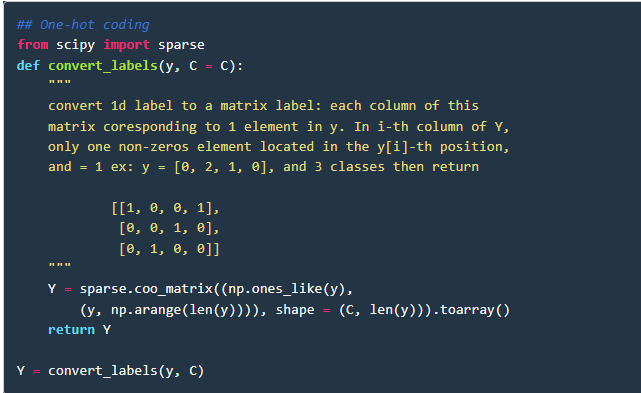 ## One-hot coding
from scipy import sparse
def convert_labels(y, C = C):
    """
    convert 1d label to a matrix label: each column of this
    matrix coresponding to 1 element in y. In i-th column of Y,
    only one non-zeros element located in the y[i]-th position,
    and = 1 ex: y = [0, 2, 1, 0], and 3 classes then return

            [[1, 0, 0, 1],
             [0, 0, 1, 0],
             [0, 1, 0, 0]]
    """
    Y = sparse.coo_matrix((np.ones_like(y),
        (y, np.arange(len(y)))), shape = (C, len(y))).toarray()
    return Y

Y = convert_labels(y, C)